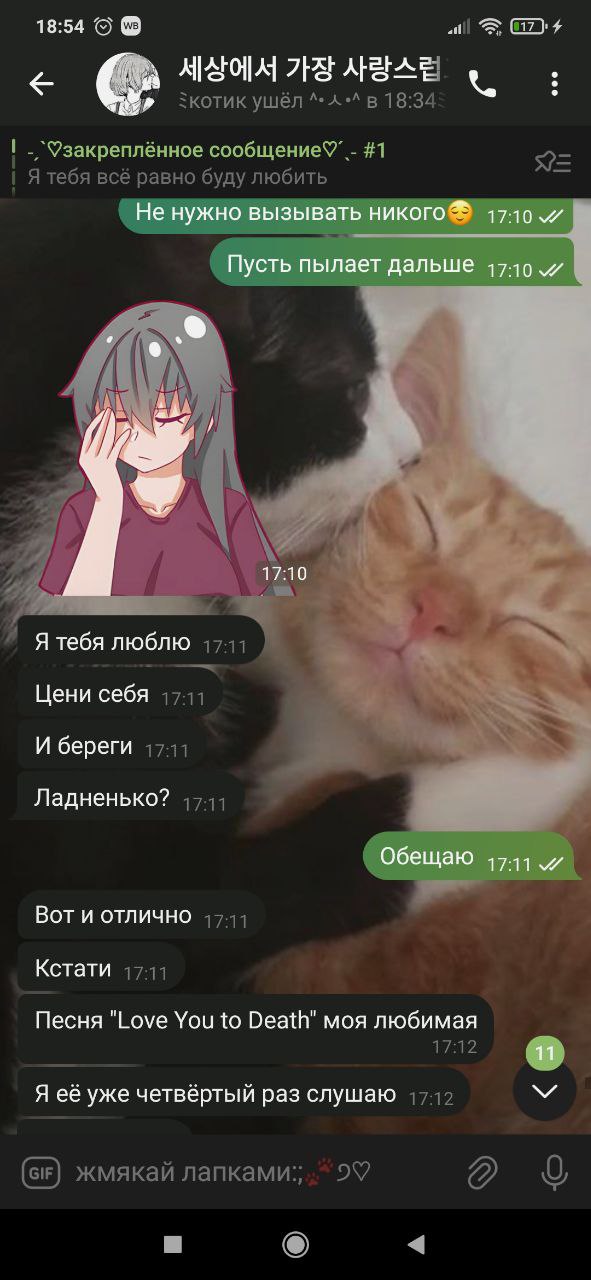 18:54 WB 17
세상에서 가장 사랑스럽
ꉂкотик ушёл ^•ㅅ•^ в 18:34
-ˏˋ♡закреплённое сообщение♡ˊˎ- #1
Я тебя всё равно буду любить
Не нужно вызывать никого😌 17:10
Пусть пылает дальше 17:10
17:10
Я тебя люблю 17:11
Цени себя 17:11
И береги 17:11
Ладненько? 17:11
Обещаю 17:11
Вот и отлично 17:11
Кстати 17:11
Песня "Love You to Death" моя любимая
17:12
11
Я её уже четвёртый раз слушаю 17:12
GIF жмякай лапками:;🐾੭♡